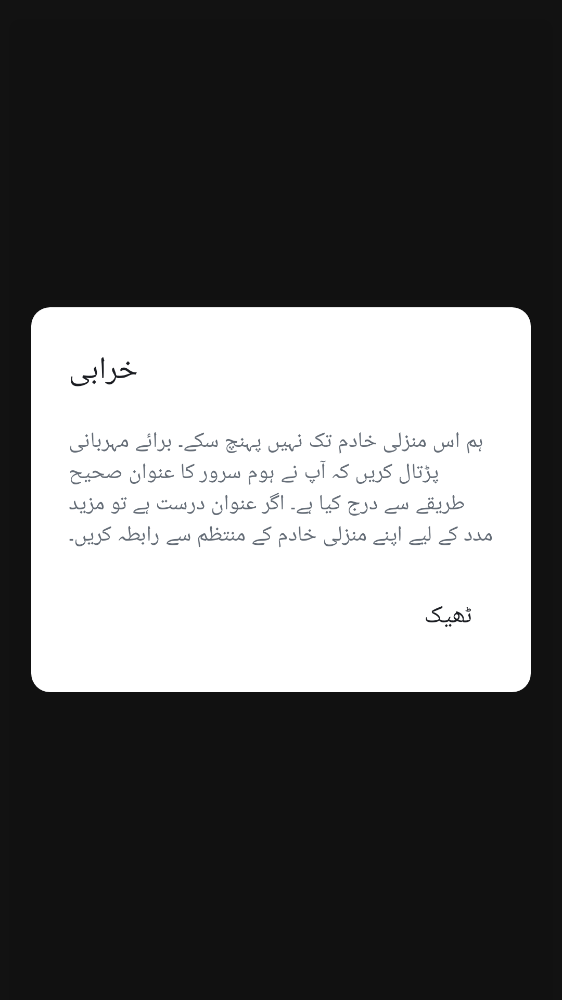 خرابی
ہم اس منزلی خادم تک نہیں پہنچ سکے۔ برائے مہربانی
پڑتال کریں کہ آپ نے ہوم سرور کا عنوان صحیح
طریقے سے درج کیا ہے۔ اگر عنوان درست ہے تو مزید
مدد کے لیے اپنے منزلی خادم کے منتظم سے رابطہ کریں۔
ٹھیک